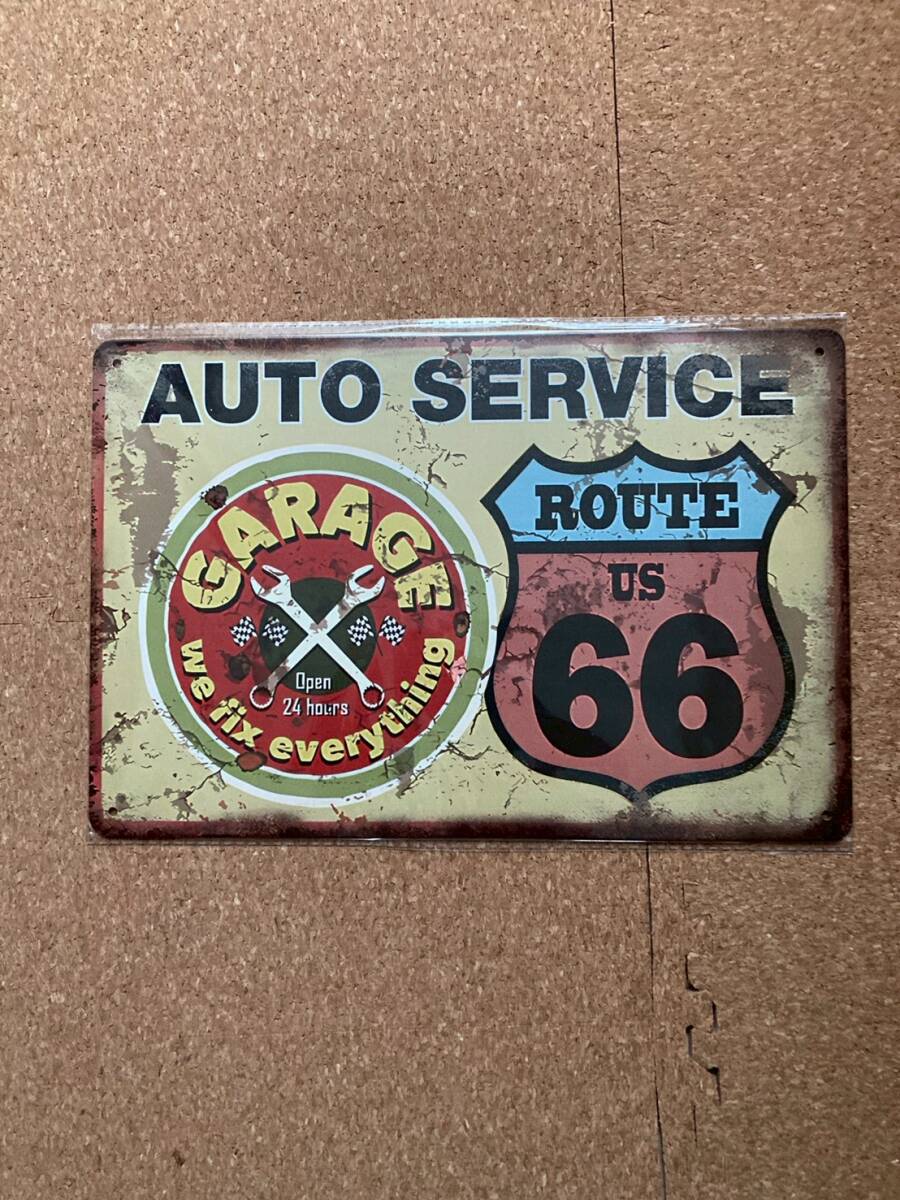 AUTO SERVICE
GARAGE
Open
24 hours
we fix everything
ROUTE
US
66